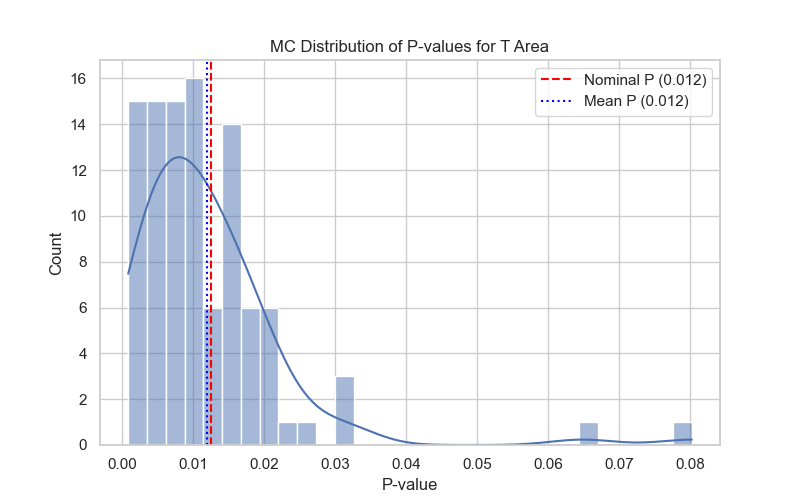 MC Distribution of P-values for T Area
Nominal P (0.012)
Mean P (0.012)
Count
16
14
12
10
8
6
4
2
0
0.00 0.01 0.02 0.03 0.04 0.05 0.06 0.07 0.08
P-value